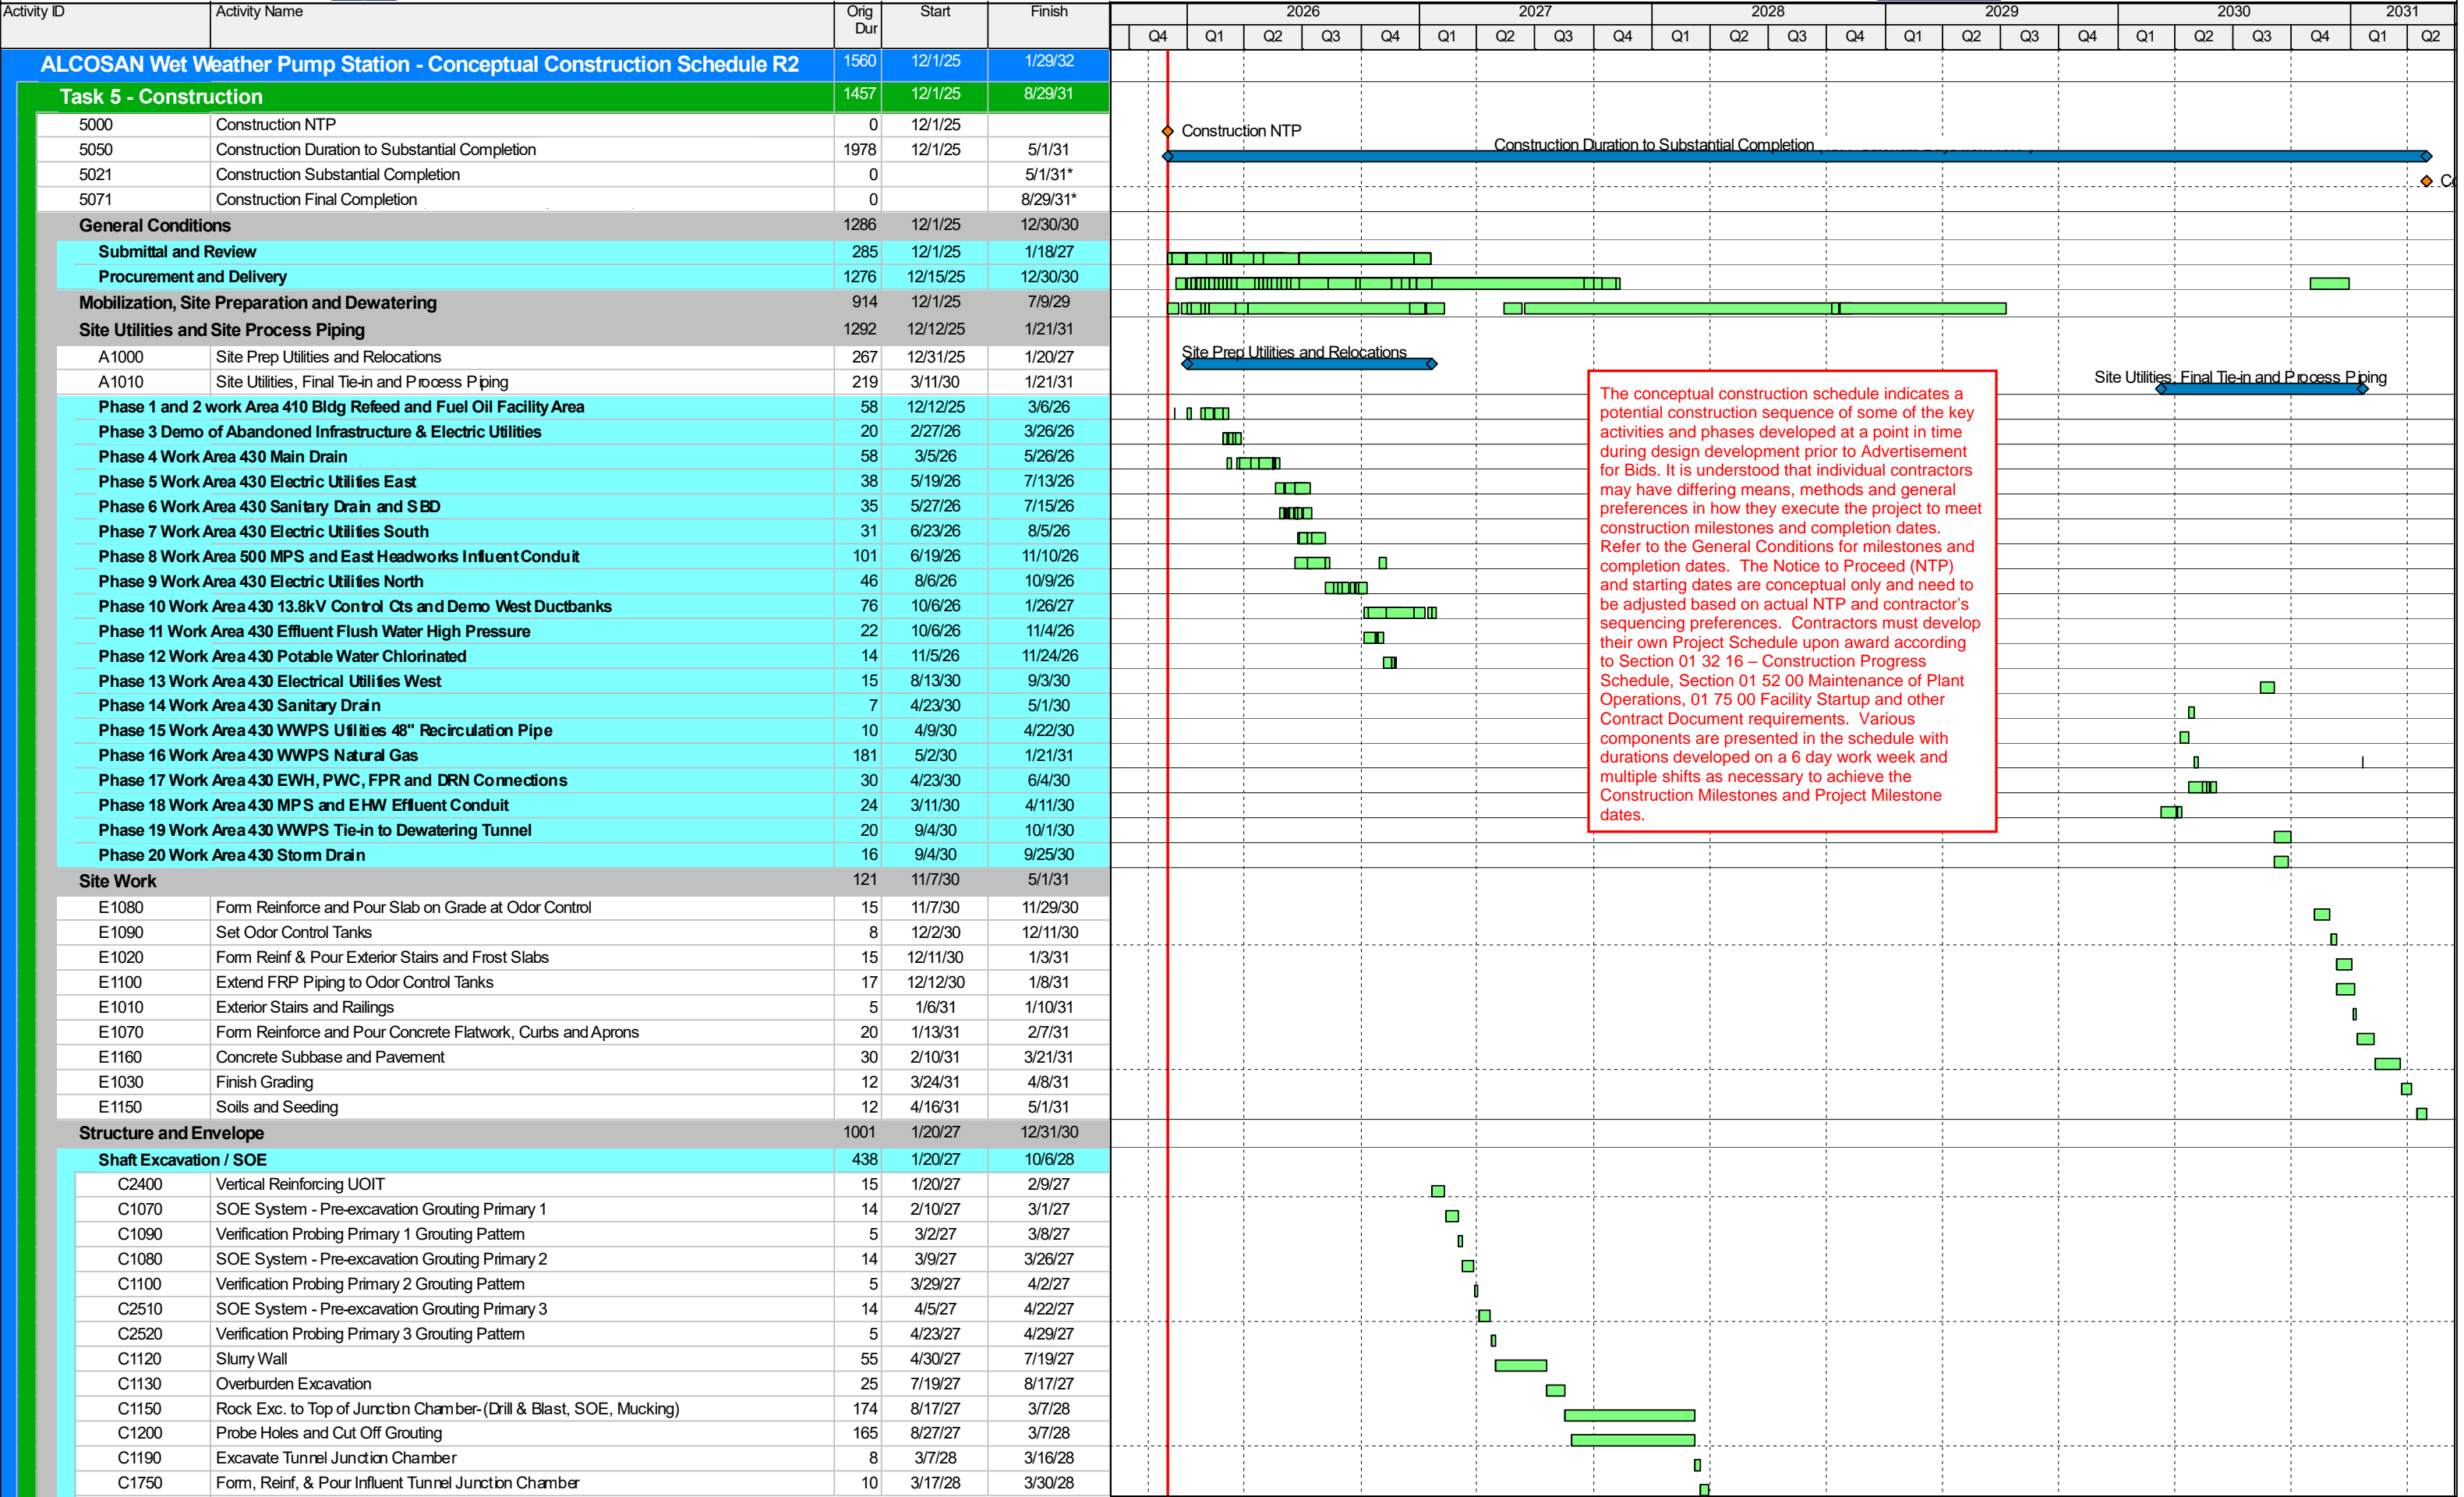 Activity ID Activity Name Orig Dur Start Finish 2026 2027 2028 2029 2030 2031
Q4 Q1 Q2 Q3 Q4 Q1 Q2 Q3 Q4 Q1 Q2 Q3 Q4 Q1 Q2 Q3 Q4 Q1 Q2 Q3 Q4 Q1 Q2
ALCOSAN Wet Weather Pump Station - Conceptual Construction Schedule R2 1560 12/1/25 1/29/32
Task 5 - Construction 1457 12/1/25 8/29/31
5000 Construction NTP 0 12/1/25 Construction NTP
5050 Construction Duration to Substantial Completion 1978 12/1/25 5/1/31 Construction Duration to Substantial Completion
5021 Construction Substantial Completion 0 5/1/31*
5071 Construction Final Completion 0 8/29/31*
General Conditions 1286 12/1/25 12/30/30
Submittal and Review 285 12/1/25 1/18/27
Procurement and Delivery 1276 12/15/25 12/30/30
Mobilization, Site Preparation and Dewatering 914 12/1/25 7/9/29
Site Utilities and Site Process Piping 1292 12/12/25 1/21/31
A1000 Site Prep Utilities and Relocations 267 12/31/25 1/20/27 Site Prep Utilities and Relocations
A1010 Site Utilities, Final Tie-in and Process Piping 219 3/11/30 1/21/31 Site Utilities, Final Tie-in and Process Piping
Phase 1 and 2 work Area 410 Bldg Refeed and Fuel Oil Facility Area 58 12/12/25 3/6/26
Phase 3 Demo of Abandoned Infrastructure & Electric Utilities 20 2/27/26 3/26/26
Phase 4 Work Area 430 Main Drain 58 3/5/26 5/26/26
Phase 5 Work Area 430 Electric Utilities East 38 5/19/26 7/13/26
Phase 6 Work Area 430 Sanitary Drain and SBD 35 5/27/26 7/15/26
Phase 7 Work Area 430 Electric Utilities South 31 6/23/26 8/5/26
Phase 8 Work Area 500 MPS and East Headworks Influent Conduit 101 6/19/26 11/10/26
Phase 9 Work Area 430 Electric Utilities North 46 8/6/26 10/9/26
Phase 10 Work Area 430 13.8kV Control Cts and Demo West Ductbanks 76 10/6/26 1/26/27
Phase 11 Work Area 430 Effluent Flush Water High Pressure 22 10/6/26 11/4/26
Phase 12 Work Area 430 Potable Water Chlorinated 14 11/5/26 11/24/26
Phase 13 Work Area 430 Electrical Utilities West 15 8/13/30 9/3/30
Phase 14 Work Area 430 Sanitary Drain 7 4/23/30 5/1/30
Phase 15 Work Area 430 WWPS Utilities 48" Recirculation Pipe 10 4/9/30 4/22/30
Phase 16 Work Area 430 WWPS Natural Gas 181 5/2/30 1/21/31
Phase 17 Work Area 430 EWH, PWC, FPR and DRN Connections 30 4/23/30 6/4/30
Phase 18 Work Area 430 MPS and EHW Effluent Conduit 24 3/11/30 4/11/30
Phase 19 Work Area 430 WWPS Tie-in to Dewatering Tunnel 20 9/4/30 10/1/30
Phase 20 Work Area 430 Storm Drain 16 9/4/30 9/25/30
Site Work 121 11/7/30 5/1/31
E1080 Form Reinforce and Pour Slab on Grade at Odor Control 15 11/7/30 11/29/30
E1090 Set Odor Control Tanks 8 12/2/30 12/11/30
E1020 Form Reinf & Pour Exterior Stairs and Frost Slabs 15 12/11/30 1/3/31
E1100 Extend FRP Piping to Odor Control Tanks 17 12/12/30 1/8/31
E1010 Exterior Stairs and Railings 5 1/6/31 1/10/31
E1070 Form Reinforce and Pour Concrete Flatwork, Curbs and Aprons 20 1/13/31 2/7/31
E1160 Concrete Subbase and Pavement 30 2/10/31 3/21/31
E1030 Finish Grading 12 3/24/31 4/8/31
E1150 Soils and Seeding 12 4/16/31 5/1/31
Structure and Envelope 1001 1/20/27 12/31/30
Shaft Excavation / SOE 438 1/20/27 10/6/28
C2400 Vertical Reinforcing UOIT 15 1/20/27 2/9/27
C1070 SOE System - Pre-excavation Grouting Primary 1 14 2/10/27 3/1/27
C1090 Verification Probing Primary 1 Grouting Pattern 5 3/2/27 3/8/27
C1080 SOE System - Pre-excavation Grouting Primary 2 14 3/9/27 3/26/27
C1100 Verification Probing Primary 2 Grouting Pattern 5 3/29/27 4/2/27
C2510 SOE System - Pre-excavation Grouting Primary 3 14 4/5/27 4/22/27
C2520 Verification Probing Primary 3 Grouting Pattern 5 4/23/27 4/29/27
C1120 Slurry Wall 55 4/30/27 7/19/27
C1130 Overburden Excavation 25 7/19/27 8/17/27
C1150 Rock Exc. to Top of Junction Chamber-(Drill & Blast, SOE, Mucking) 174 8/17/27 3/7/28
C1200 Probe Holes and Cut Off Grouting 165 8/27/27 3/7/28
C1190 Excavate Tunnel Junction Chamber 8 3/7/28 3/16/28
C1750 Form, Reinf, & Pour Influent Tunnel Junction Chamber 10 3/17/28 3/30/28
The conceptual construction schedule indicates a
potential construction sequence of some of the key
activities and phases developed at a point in time
during design development prior to Advertisement
for Bids. It is understood that individual contractors
may have differing means, methods and general
preferences in how they execute the project to meet
construction milestones and completion dates.
Refer to the General Conditions for milestones and
completion dates. The Notice to Proceed (NTP)
and starting dates are conceptual only and need to
be adjusted based on actual NTP and contractor's
sequencing preferences. Contractors must develop
their own Project Schedule upon award according
to Section 01 32 16 – Construction Progress
Schedule, Section 01 52 00 Maintenance of Plant
Operations, 01 75 00 Facility Startup and other
Contract Document requirements. Various
components are presented in the schedule with
durations developed on a 6 day work week and
multiple shifts as necessary to achieve the
Construction Milestones and Project Milestone
dates.